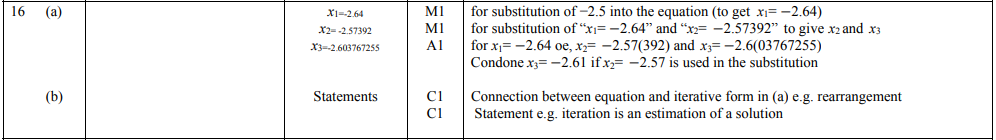 16 (a) x₁=-2.64 M1 for substitution of −2.5 into the equation (to get x₁= −2.64)
x₂= -2.57392 M1 for substitution of “x₁= −2.64” and “x₂= −2.57392” to give x₂ and x₃
x₃=-2.603767255 A1 for x₁= −2.64 oe, x₂= −2.57(392) and x₃= −2.6(03767255)
Condone x₃= −2.61 if x₂= −2.57 is used in the substitution
(b) Statements C1 Connection between equation and iterative form in (a) e.g. rearrangement
C1 Statement e.g. iteration is an estimation of a solution